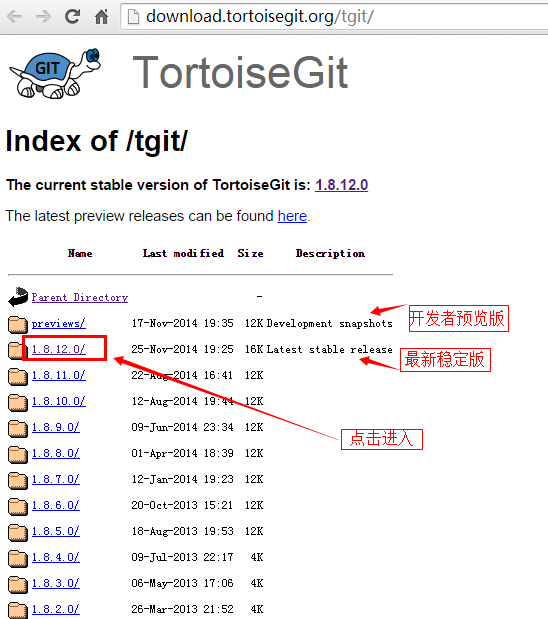 download.tortoisegit.org/tgit/
GIT TortoiseGit
Index of /tgit/
The current stable version of TortoiseGit is: 1.8.12.0
The latest preview releases can be found here.
Name Last modified Size Description
Parent Directory -
previews/ 17-Nov-2014 19:35 12K Development snapshots
开发者预览版
1.8.12.0/ 25-Nov-2014 19:25 16K Latest stable release
最新稳定版
1.8.11.0/ 22-Aug-2014 16:41 12K
1.8.10.0/ 12-Aug-2014 19:44 12K
1.8.9.0/ 09-Jun-2014 23:34 12K
点击进入
1.8.8.0/ 01-Apr-2014 18:39 12K
1.8.7.0/ 12-Jan-2014 19:23 12K
1.8.6.0/ 20-Oct-2013 15:21 12K
1.8.5.0/ 18-Aug-2013 19:53 12K
1.8.4.0/ 09-Jul-2013 22:17 4K
1.8.3.0/ 06-May-2013 17:06 4K
1.8.2.0/ 26-Mar-2013 21:52 4K